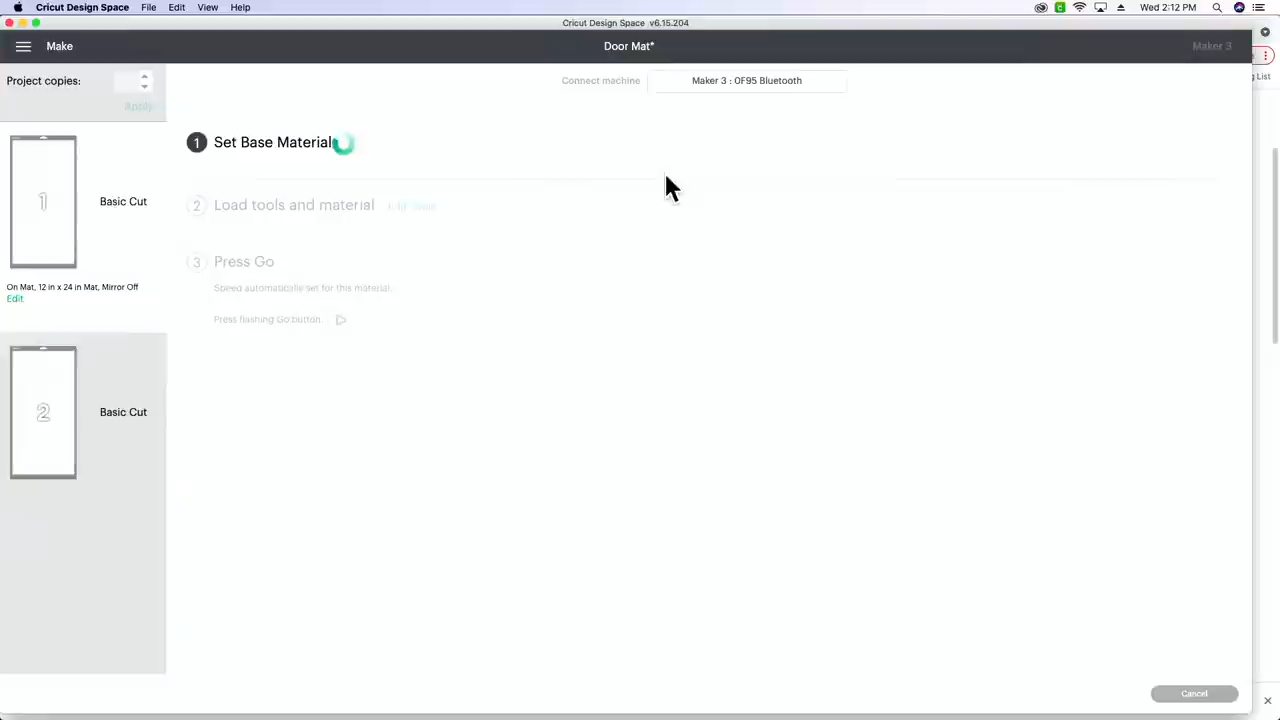 Cricut Design Space File Edit View Help Wed 2:12 PM
Cricut Design Space v6.15.204
Make Door Mat* Maker 3
Project copies: Connect machine Maker 3 : OF95 Bluetooth
g List
Apply
1 Set Base Material
1 Basic Cut
2 Load tools and material
3 Press Go
On Mat, 12 in x 24 in Mat, Mirror Off
Edit
Speed automatically set for this material.
Press flashing Go button.
2 Basic Cut
Cancel